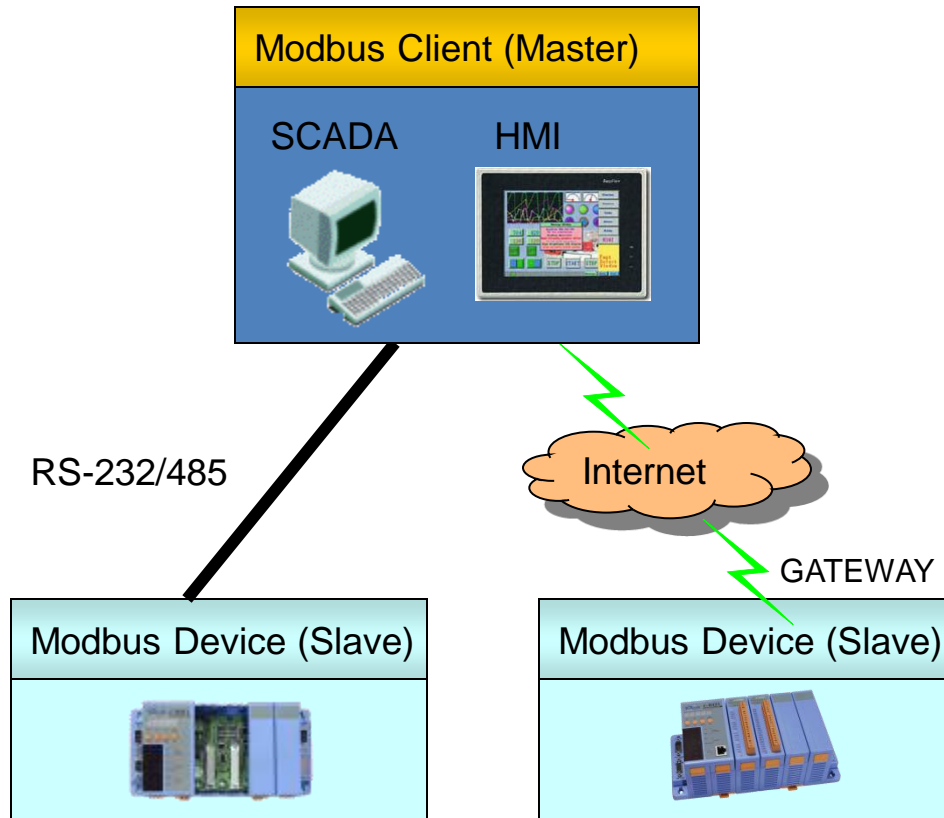 Modbus Client (Master)
SCADA
HMI
RS-232/485
Internet
GATEWAY
Modbus Device (Slave)
Modbus Device (Slave)